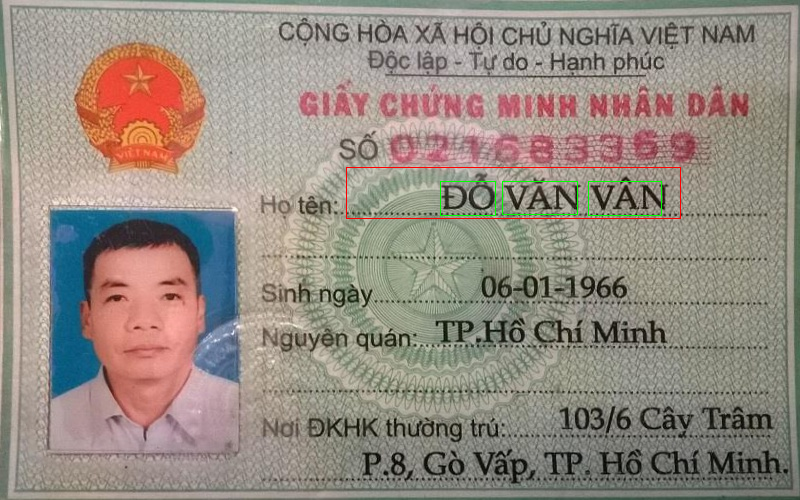 CỘNG HÒA XÃ HỘI CHỦ NGHĨA VIỆT NAM
Độc lập - Tự do - Hạnh phúc
GIẤY CHỨNG MINH NHÂN DÂN
SỐ 021683369
VIỆT NAM
Họ tên: ĐỖ VĂN VÂN
Sinh ngày 06-01-1966
Nguyên quán: TP.Hồ Chí Minh
Nơi ĐKHK thường trú: 103/6 Cây Trâm
P.8, Gò Vấp, TP. Hồ Chí Minh.